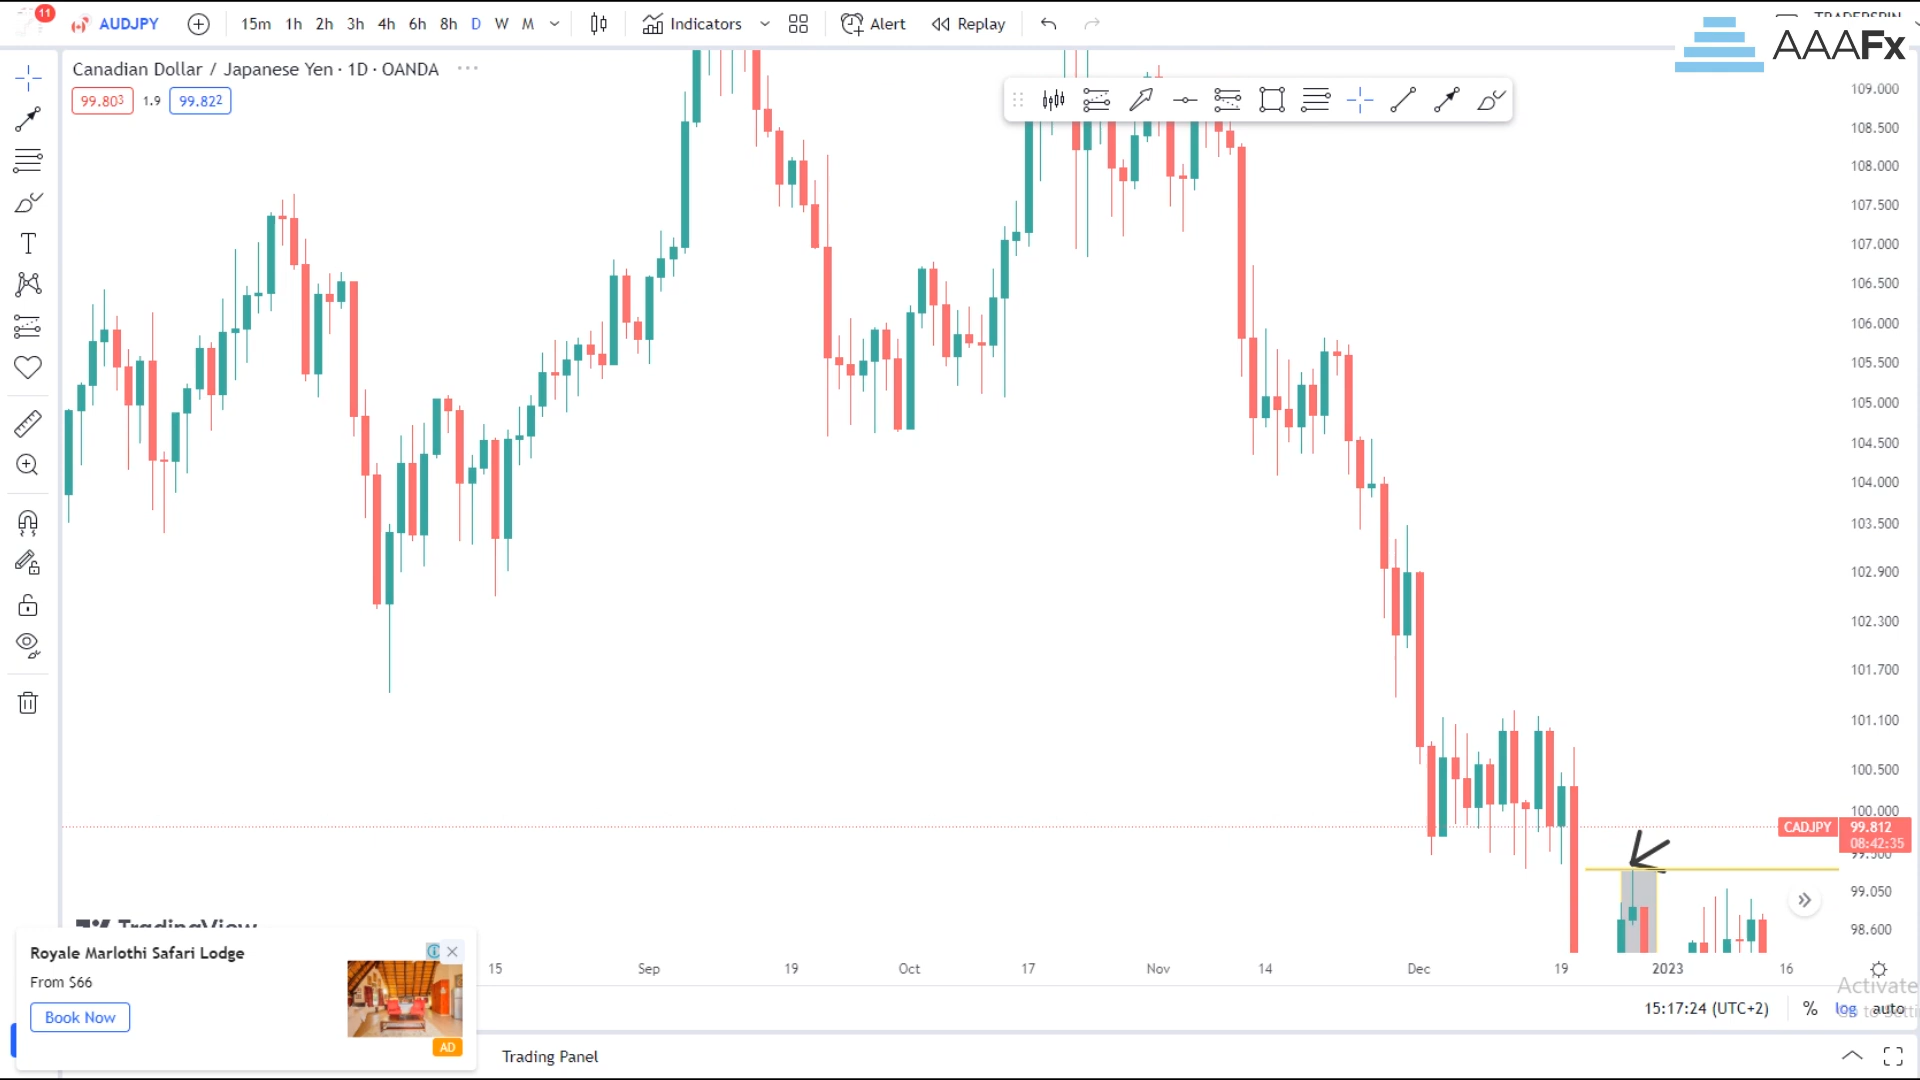 11
AUDJPY
15m 1h 2h 3h 4h 6h 8h D W M
Indicators
Alert
Replay
AAAFx
Canadian Dollar / Japanese Yen · 1D · OANDA
99.803 1.9 99.822
109.000
108.500
108.000
107.500
107.000
106.500
106.000
105.500
105.000
104.500
104.000
103.500
102.900
102.300
101.700
101.100
100.500
100.000
CADJPY 99.812
08:42:35
99.500
99.050
98.600
TradingView
15 Sep 19 Oct 17 Nov 14 Dec 19 2023 16
Royale Marlothi Safari Lodge
From $66
Book Now
AD
Activate
15:17:24 (UTC+2) % log auto
Trading Panel